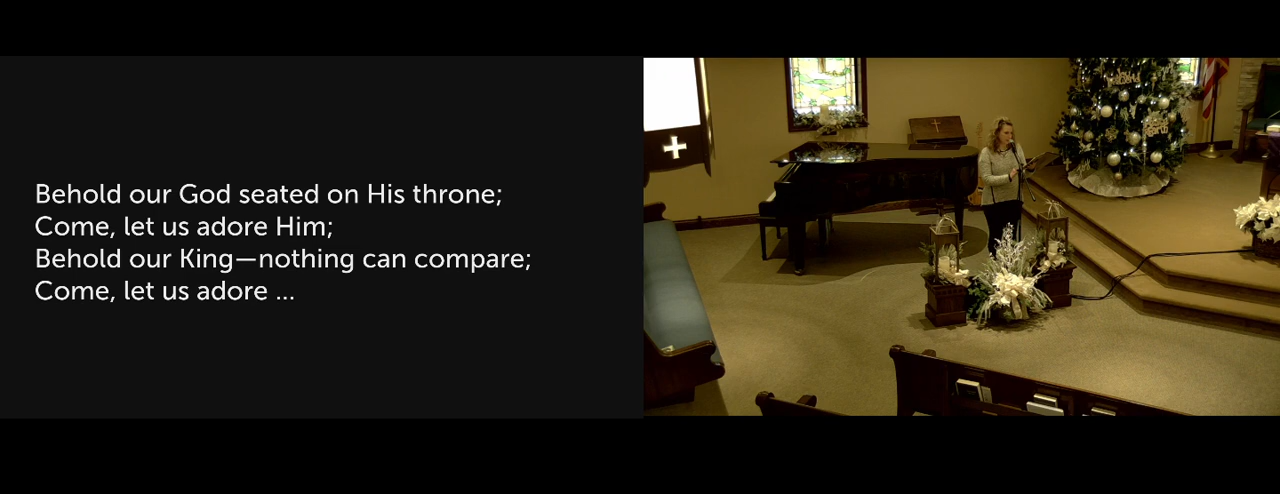 Behold our God seated on His throne;
Come, let us adore Him;
Behold our King—nothing can compare;
Come, let us adore ...